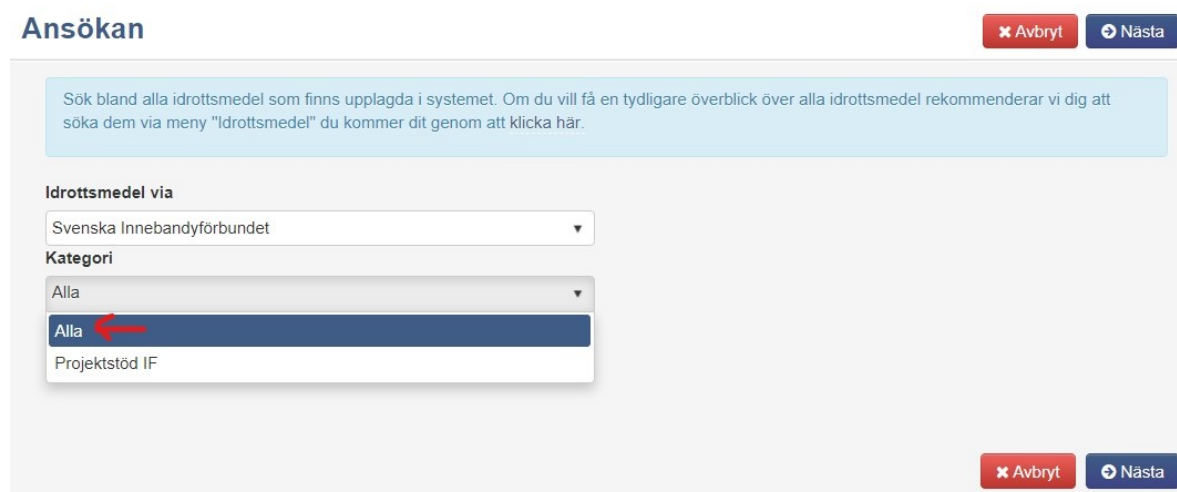 Ansökan
Avbryt
Nästa
Sök bland alla idrottsmedel som finns upplagda i systemet. Om du vill få en tydligare överblick över alla idrottsmedel rekommenderar vi dig att
söka dem via meny "Idrottsmedel" du kommer dit genom att klicka här.
Idrottsmedel via
Svenska Innebandyförbundet
Kategori
Alla
Alla
Projektstöd IF
Avbryt
Nästa